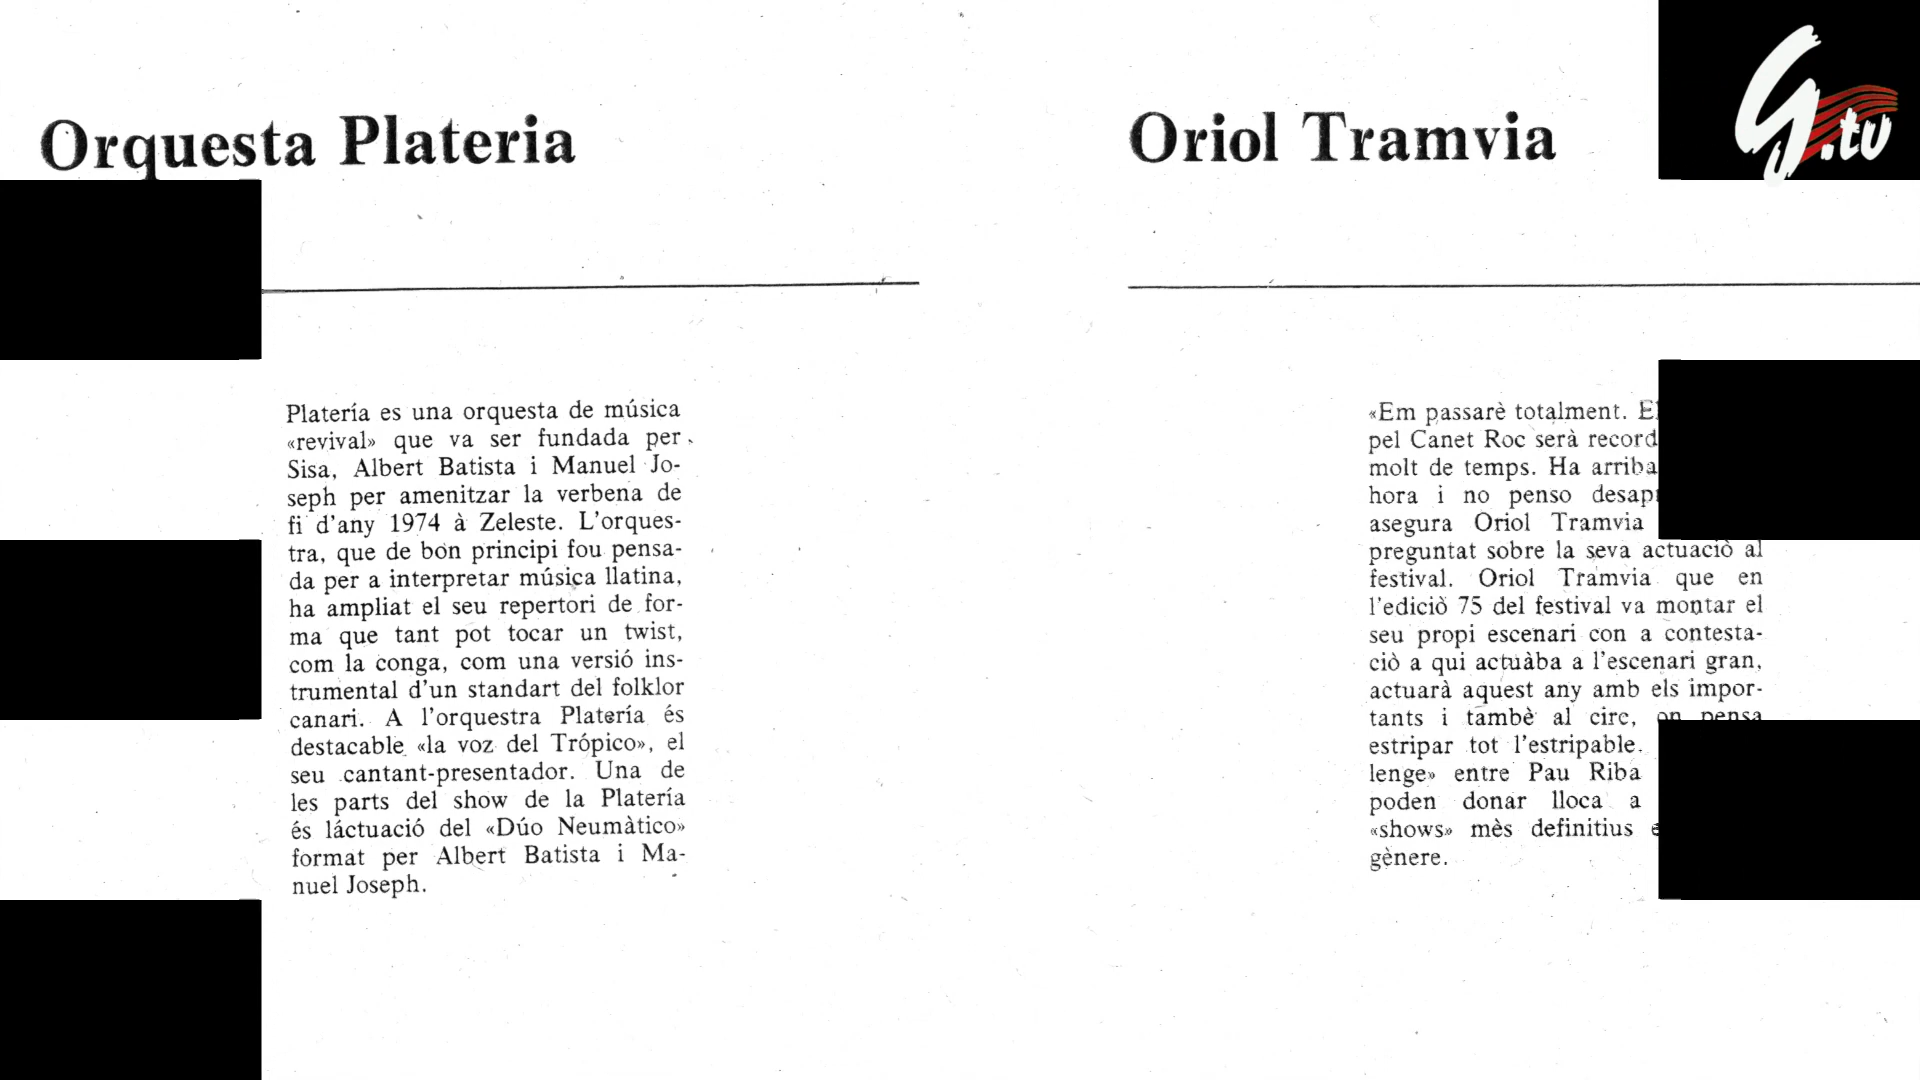 Orquesta Plateria
Platería es una orquesta de música
«revival» que va ser fundada per
Sisa, Albert Batista i Manuel Jo-
seph per amenitzar la verbena de
fi d'any 1974 à Zeleste. L'orques-
tra, que de bon principi fou pensa-
da per a interpretar música llatina,
ha ampliat el seu repertori de for-
ma que tant pot tocar un twist,
com la conga, com una versió ins-
trumental d'un standart del folklor
canari. A l'orquestra Platería és
destacable «la voz del Trópico», el
seu cantant-presentador. Una de
les parts del show de la Platería
és láctuació del «Dúo Neumàtico»
format per Albert Batista i Ma-
nuel Joseph.
Oriol Tramvia
«Em passarè totalment.
pel Canet Roc serà
molt de temps. Ha
hora i no penso
asegura Oriol Tramvia
preguntat sobre la seva actuaciò al
festival. Oriol Tramvia que en
l'ediciò 75 del festival va montar el
seu propi escenari con a contesta-
ciò a qui actuàba a l'escenari gran,
actuarà aquest any amb els impor-
tants i tambè al circ, on pensa
estripar tot l'estripable.
lenge» entre Pau Riba
poden donar lloca a
«shows» mès definitius
gènere.
G.tv